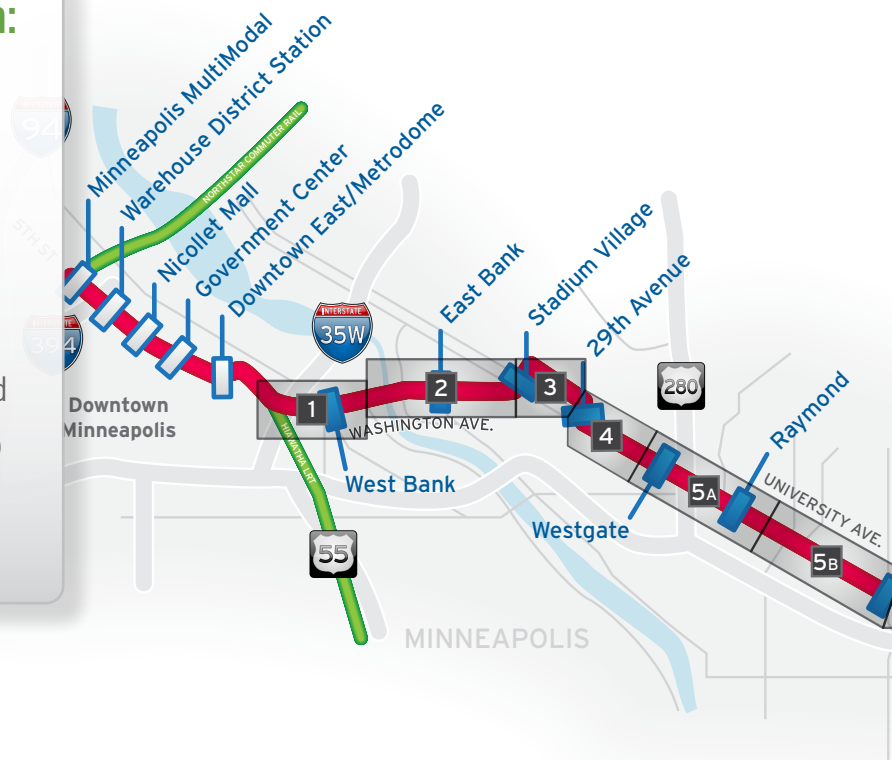 n:
Minneapolis MultiModal
Warehouse District Station
NORTHSTAR COMMUTER RAIL
Nicollet Mall
Government Center
Downtown East/Metrodome
INTERSTATE
94
5TH ST
394
INTERSTATE
35W
East Bank
Stadium Village
29th Avenue
280
Raymond
d
)
Downtown
Minneapolis
1
2
3
4
5A
5B
WASHINGTON AVE.
HIAWATHA LRT
West Bank
Westgate
UNIVERSITY AVE.
55
MINNEAPOLIS